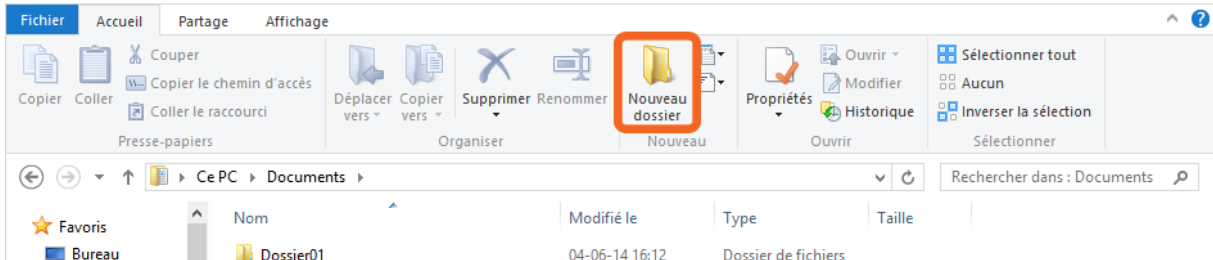 Fichier Accueil Partage Affichage
Couper
Copier le chemin d'accès
Coller le raccourci
Copier Coller
Presse-papiers
Déplacer vers
Copier vers
Supprimer Renommer
Organiser
Nouveau dossier
Nouveau
Propriétés
Ouvrir
Modifier
Historique
Ouvrir
Sélectionner tout
Aucun
Inverser la sélection
Sélectionner
Ce PC Documents
Rechercher dans : Documents
Favoris
Bureau
Nom Modifié le Type Taille
Dossier01 04-06-14 16:12 Dossier de fichiers